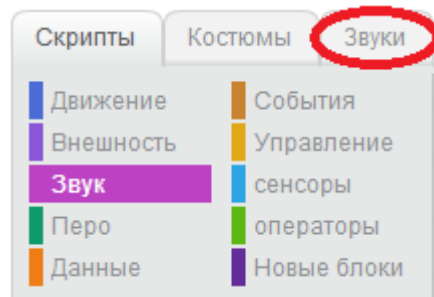 Скрипты Костюмы Звуки
Движение События
Внешность Управление
Звук сенсоры
Перо операторы
Данные Новые блоки